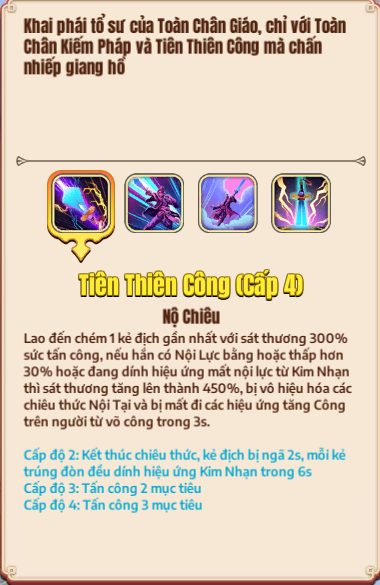 Khai phái tổ sư của Toàn Chân Giáo, chỉ với Toàn
Chân Kiếm Pháp và Tiên Thiên Công mà chấn
nhiếp giang hồ
Tiên Thiên Công (Cấp 4)
Nộ Chiêu
Lao đến chém 1 kẻ địch gần nhất với sát thương 300%
sức tấn công, nếu hắn có Nội Lực bằng hoặc thấp hơn
30% hoặc đang dính hiệu ứng mất nội lực từ Kim Nhạn
thì sát thương tăng lên thành 450%, bị vô hiệu hóa các
chiêu thức Nội Tại và bị mất đi các hiệu ứng tăng Công
trên người từ võ công trong 3s.
Cấp độ 2: Kết thúc chiêu thức, kẻ địch bị ngã 2s, mỗi kẻ
trúng đòn đều dính hiệu ứng Kim Nhạn trong 6s
Cấp độ 3: Tấn công 2 mục tiêu
Cấp độ 4: Tấn công 3 mục tiêu